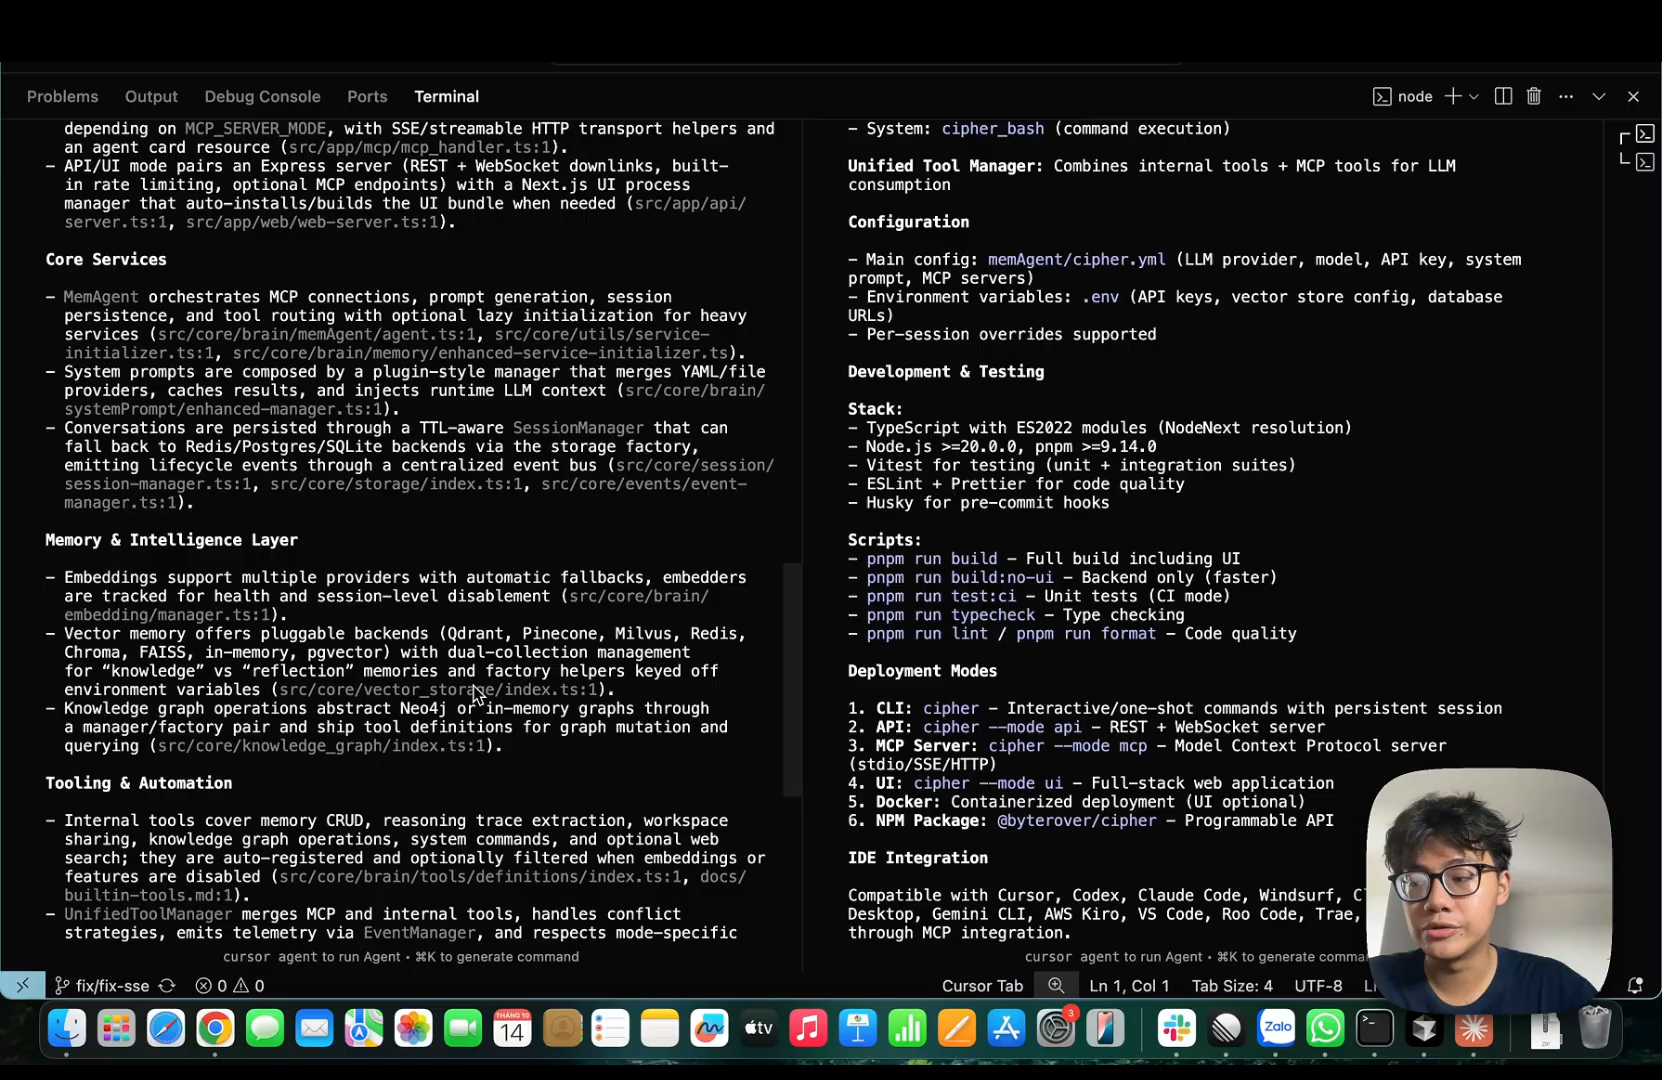 Problems Output Debug Console Ports Terminal
node
depending on MCP_SERVER_MODE, with SSE/streamable HTTP transport helpers and
an agent card resource (src/app/mcp/mcp_handler.ts:1).
– API/UI mode pairs an Express server (REST + WebSocket downlinks, built-
in rate limiting, optional MCP endpoints) with a Next.js UI process
manager that auto-installs/builds the UI bundle when needed (src/app/api/
server.ts:1, src/app/web/web-server.ts:1).
Core Services
– MemAgent orchestrates MCP connections, prompt generation, session
persistence, and tool routing with optional lazy initialization for heavy
services (src/core/brain/memAgent/agent.ts:1, src/core/utils/service-
initializer.ts:1, src/core/brain/memory/enhanced-service-initializer.ts).
– System prompts are composed by a plugin-style manager that merges YAML/file
providers, caches results, and injects runtime LLM context (src/core/brain/
systemPrompt/enhanced-manager.ts:1).
– Conversations are persisted through a TTL-aware SessionManager that can
fall back to Redis/Postgres/SQLite backends via the storage factory,
emitting lifecycle events through a centralized event bus (src/core/session/
session-manager.ts:1, src/core/storage/index.ts:1, src/core/events/event-
manager.ts:1).
Memory & Intelligence Layer
– Embeddings support multiple providers with automatic fallbacks, embedders
are tracked for health and session-level disablement (src/core/brain/
embedding/manager.ts:1).
– Vector memory offers pluggable backends (Qdrant, Pinecone, Milvus, Redis,
Chroma, FAISS, in-memory, pgvector) with dual-collection management
for “knowledge” vs “reflection” memories and factory helpers keyed off
environment variables (src/core/vector_storage/index.ts:1).
– Knowledge graph operations abstract Neo4j or in-memory graphs through
a manager/factory pair and ship tool definitions for graph mutation and
querying (src/core/knowledge_graph/index.ts:1).
Tooling & Automation
– Internal tools cover memory CRUD, reasoning trace extraction, workspace
sharing, knowledge graph operations, system commands, and optional web
search; they are auto-registered and optionally filtered when embeddings or
features are disabled (src/core/brain/tools/definitions/index.ts:1, docs/
builtin-tools.md:1).
– UnifiedToolManager merges MCP and internal tools, handles conflict
strategies, emits telemetry via EventManager, and respects mode-specific
cursor agent to run Agent • ⌘K to generate command
– System: cipher_bash (command execution)
Unified Tool Manager: Combines internal tools + MCP tools for LLM
consumption
Configuration
– Main config: memAgent/cipher.yml (LLM provider, model, API key, system
prompt, MCP servers)
– Environment variables: .env (API keys, vector store config, database
URLs)
– Per-session overrides supported
Development & Testing
Stack:
– TypeScript with ES2022 modules (NodeNext resolution)
– Node.js >=20.0.0, pnpm >=9.14.0
– Vitest for testing (unit + integration suites)
– ESLint + Prettier for code quality
– Husky for pre-commit hooks
Scripts:
– pnpm run build – Full build including UI
– pnpm run build:no-ui – Backend only (faster)
– pnpm run test:ci – Unit tests (CI mode)
– pnpm run typecheck – Type checking
– pnpm run lint / pnpm run format – Code quality
Deployment Modes
1. CLI: cipher – Interactive/one-shot commands with persistent session
2. API: cipher --mode api – REST + WebSocket server
3. MCP Server: cipher --mode mcp – Model Context Protocol server
(stdio/SSE/HTTP)
4. UI: cipher --mode ui – Full-stack web application
5. Docker: Containerized deployment (UI optional)
6. NPM Package: @byterover/cipher – Programmable API
IDE Integration
Compatible with Cursor, Codex, Claude Code, Windsurf,
Desktop, Gemini CLI, AWS Kiro, VS Code, Roo Code, Trae,
through MCP integration.
cursor agent to run Agent • ⌘K to generate
fix/fix-sse 0 0 Cursor Tab Ln 1, Col 1 Tab Size: 4 UTF-8
THÁNG 10
14
tv
3
Zalo
ZIP